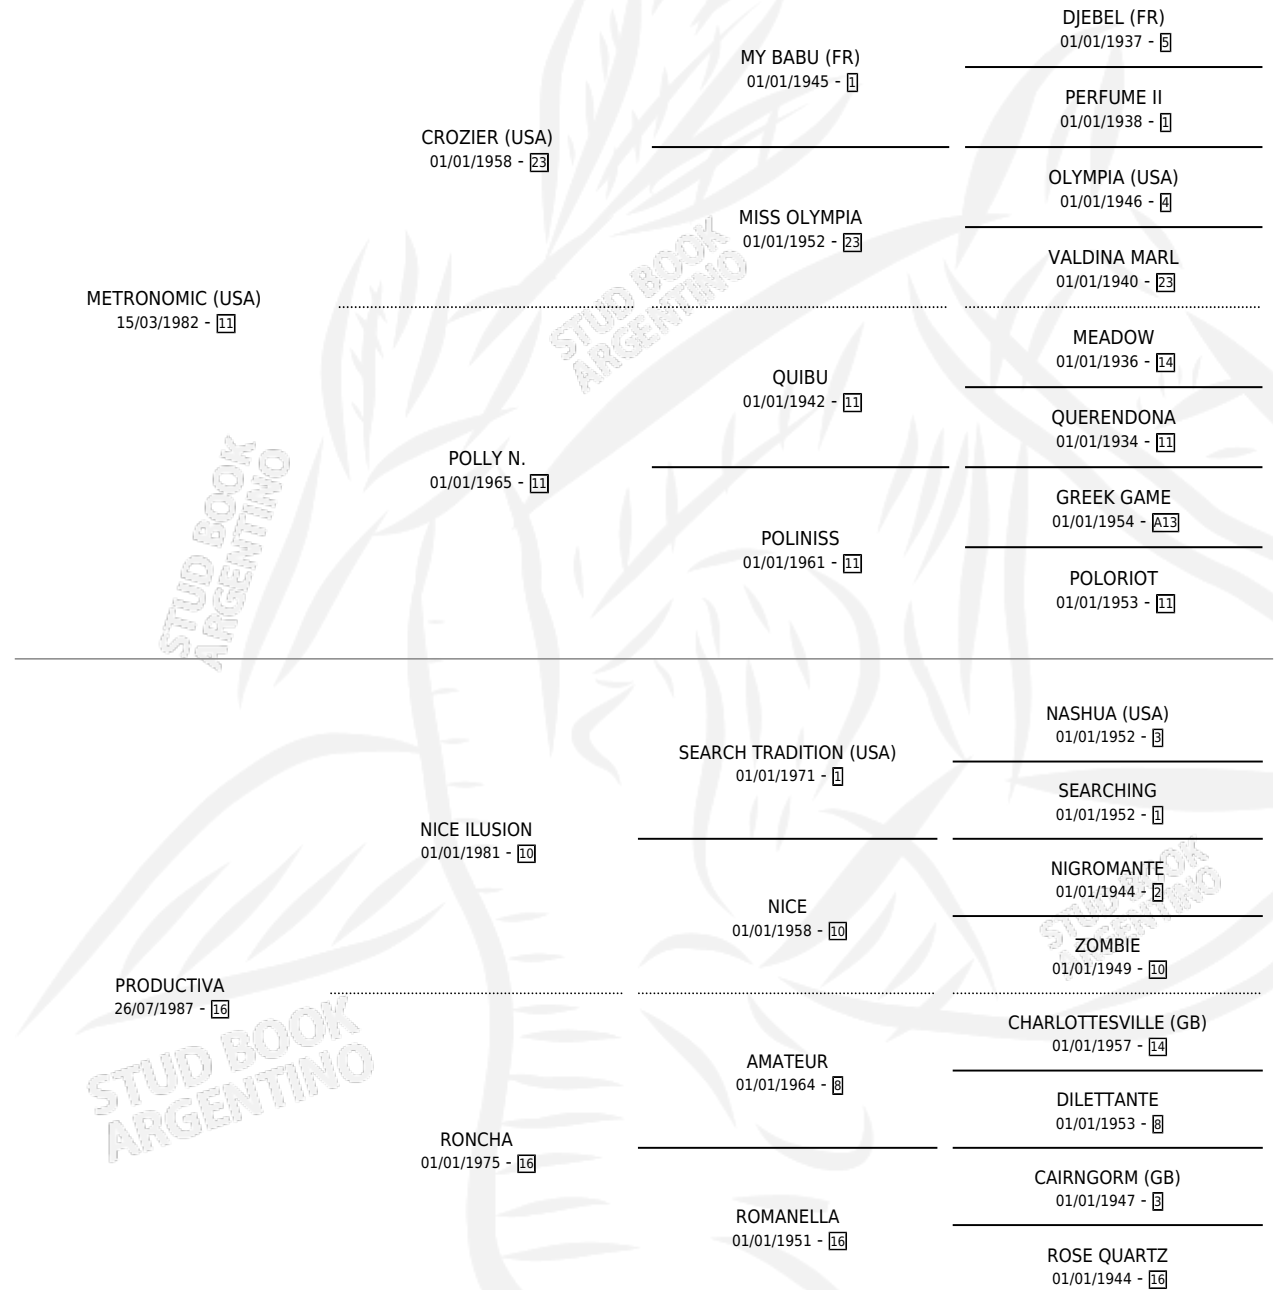 DJEBEL (FR)
01/01/1937 - 5
MY BABU (FR)
01/01/1945 - 1
PERFUME II
01/01/1938 - 1
CROZIER (USA)
01/01/1958 - 23
OLYMPIA (USA)
01/01/1946 - 4
MISS OLYMPIA
01/01/1952 - 23
VALDINA MARL
01/01/1940 - 23
METRONOMIC (USA)
15/03/1982 - 11
MEADOW
01/01/1936 - 14
QUIBU
01/01/1942 - 11
QUERENDONA
01/01/1934 - 11
POLLY N.
01/01/1965 - 11
GREEK GAME
01/01/1954 - A13
POLINISS
01/01/1961 - 11
POLORIOT
01/01/1953 - 11
NASHUA (USA)
01/01/1952 - 3
SEARCH TRADITION (USA)
01/01/1971 - 1
SEARCHING
01/01/1952 - 1
NICE ILUSION
01/01/1981 - 10
NIGROMANTE
01/01/1944 - 2
NICE
01/01/1958 - 10
ZOMBIE
01/01/1949 - 10
PRODUCTIVA
26/07/1987 - 16
CHARLOTTESVILLE (GB)
01/01/1957 - 14
AMATEUR
01/01/1964 - 8
DILETTANTE
01/01/1953 - 8
RONCHA
01/01/1975 - 16
CAIRNGORM (GB)
01/01/1947 - 3
ROMANELLA
01/01/1951 - 16
ROSE QUARTZ
01/01/1944 - 16
STUD BOOK
ARGENTINO
STUD BOOK
ARGENTINO
STUD BOOK
ARGENTINO
STUD BOOK
ARGENTINO